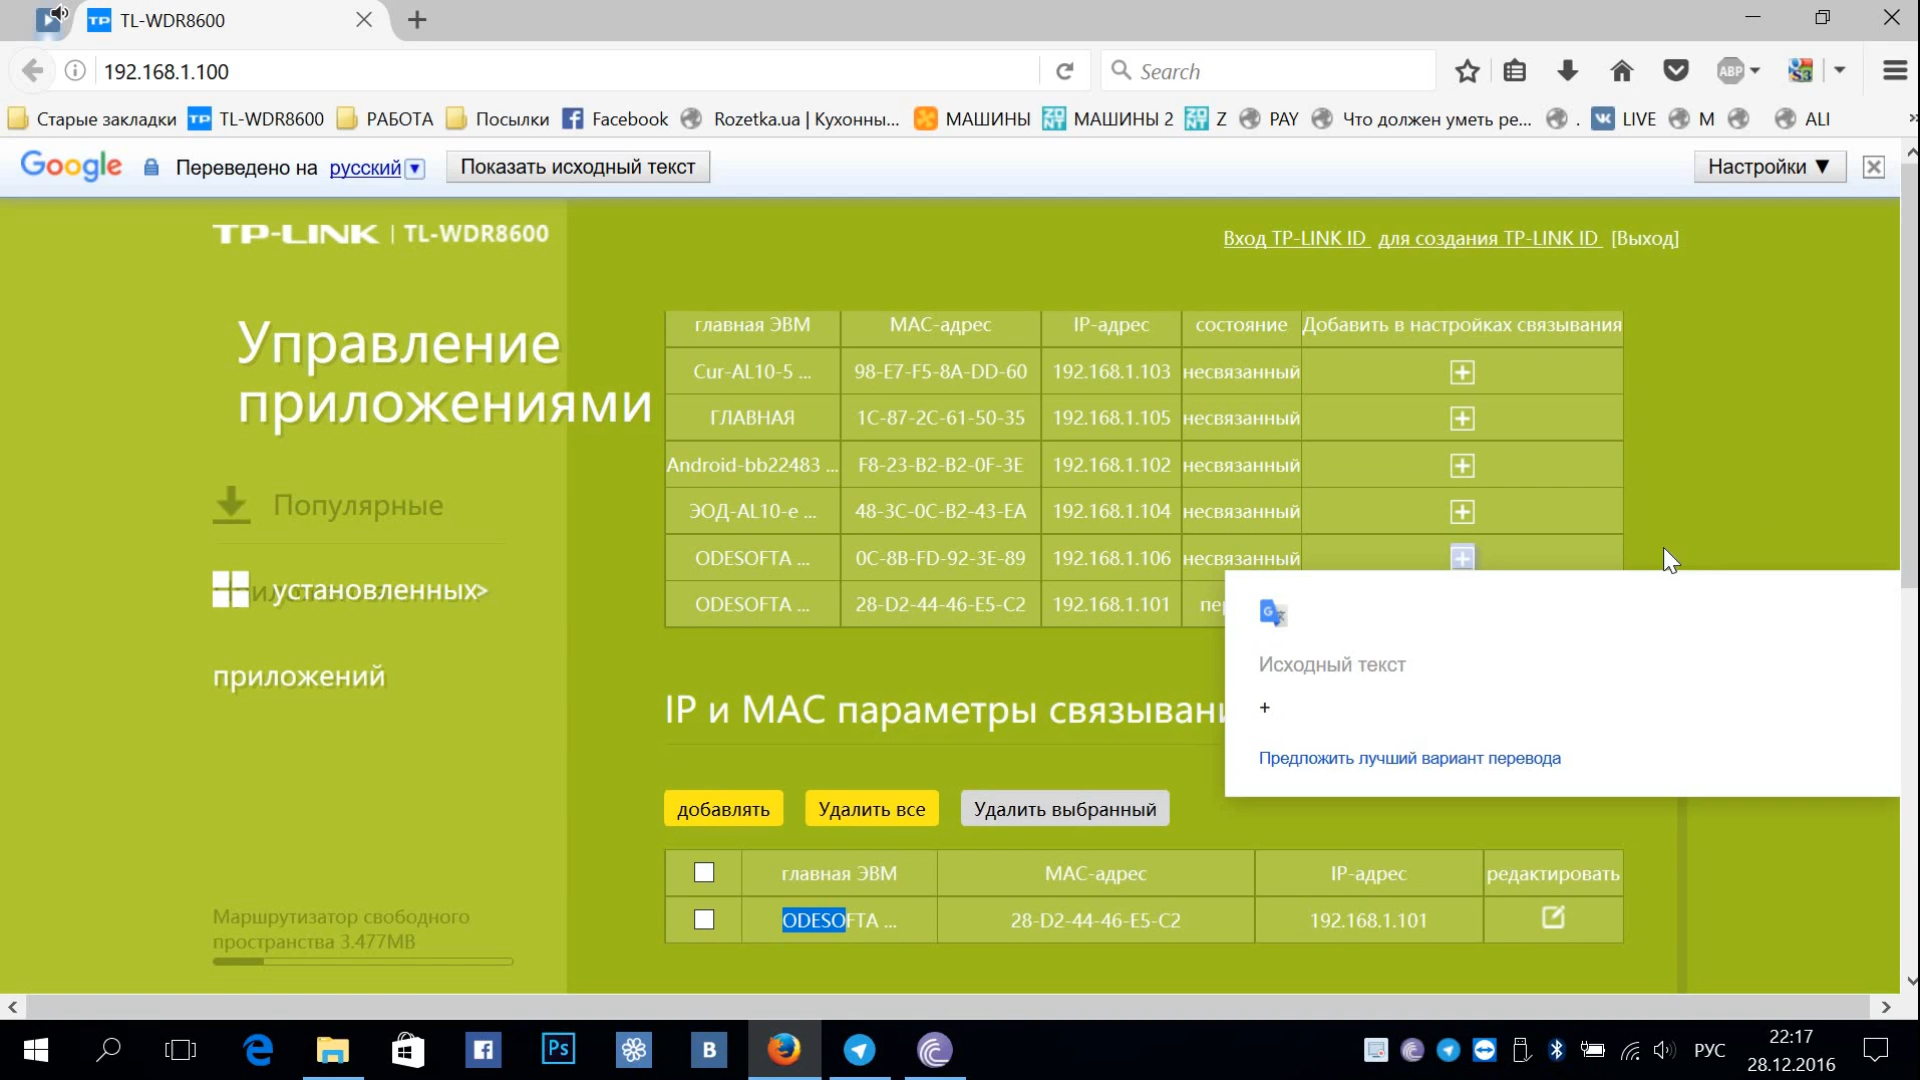 TL-WDR8600
192.168.1.100
Search
ABP
S3
Старые закладки
TP
TL-WDR8600
РАБОТА
Посылки
Facebook
Rozetka.ua | Кухонны...
МАШИНЫ
МАШИНЫ 2
Z
PAY
Что должен уметь ре...
.
LIVE
M
ALI
Google
Переведено на
русский
Показать исходный текст
Настройки ▼
TP-LINK | TL-WDR8600
Вход TP-LINK ID для создания TP-LINK ID [Выход]
Управление
приложениями
Популярные
установленных>
приложений
главная ЭВМ MAC-адрес IP-адрес состояние Добавить в настройках связывания
Cur-AL10-5 ... 98-E7-F5-8A-DD-60 192.168.1.103 несвязанный
ГЛАВНАЯ 1C-87-2C-61-50-35 192.168.1.105 несвязанный
Android-bb22483 ... F8-23-B2-B2-0F-3E 192.168.1.102 несвязанный
ЭОД-AL10-е ... 48-3C-0C-B2-43-EA 192.168.1.104 несвязанный
ODESOFTA ... 0C-8B-FD-92-3E-89 192.168.1.106 несвязанный
ODESOFTA ... 28-D2-44-46-E5-C2 192.168.1.101
Исходный текст
+
Предложить лучший вариант перевода
IP и MAC параметры
добавлять
Удалить все
Удалить выбранный
главная ЭВМ MAC-адрес IP-адрес редактировать
ODESOFTA ... 28-D2-44-46-E5-C2 192.168.1.101
Маршрутизатор свободного
пространства 3.477MB
Ps
B
РУС
22:17
28.12.2016